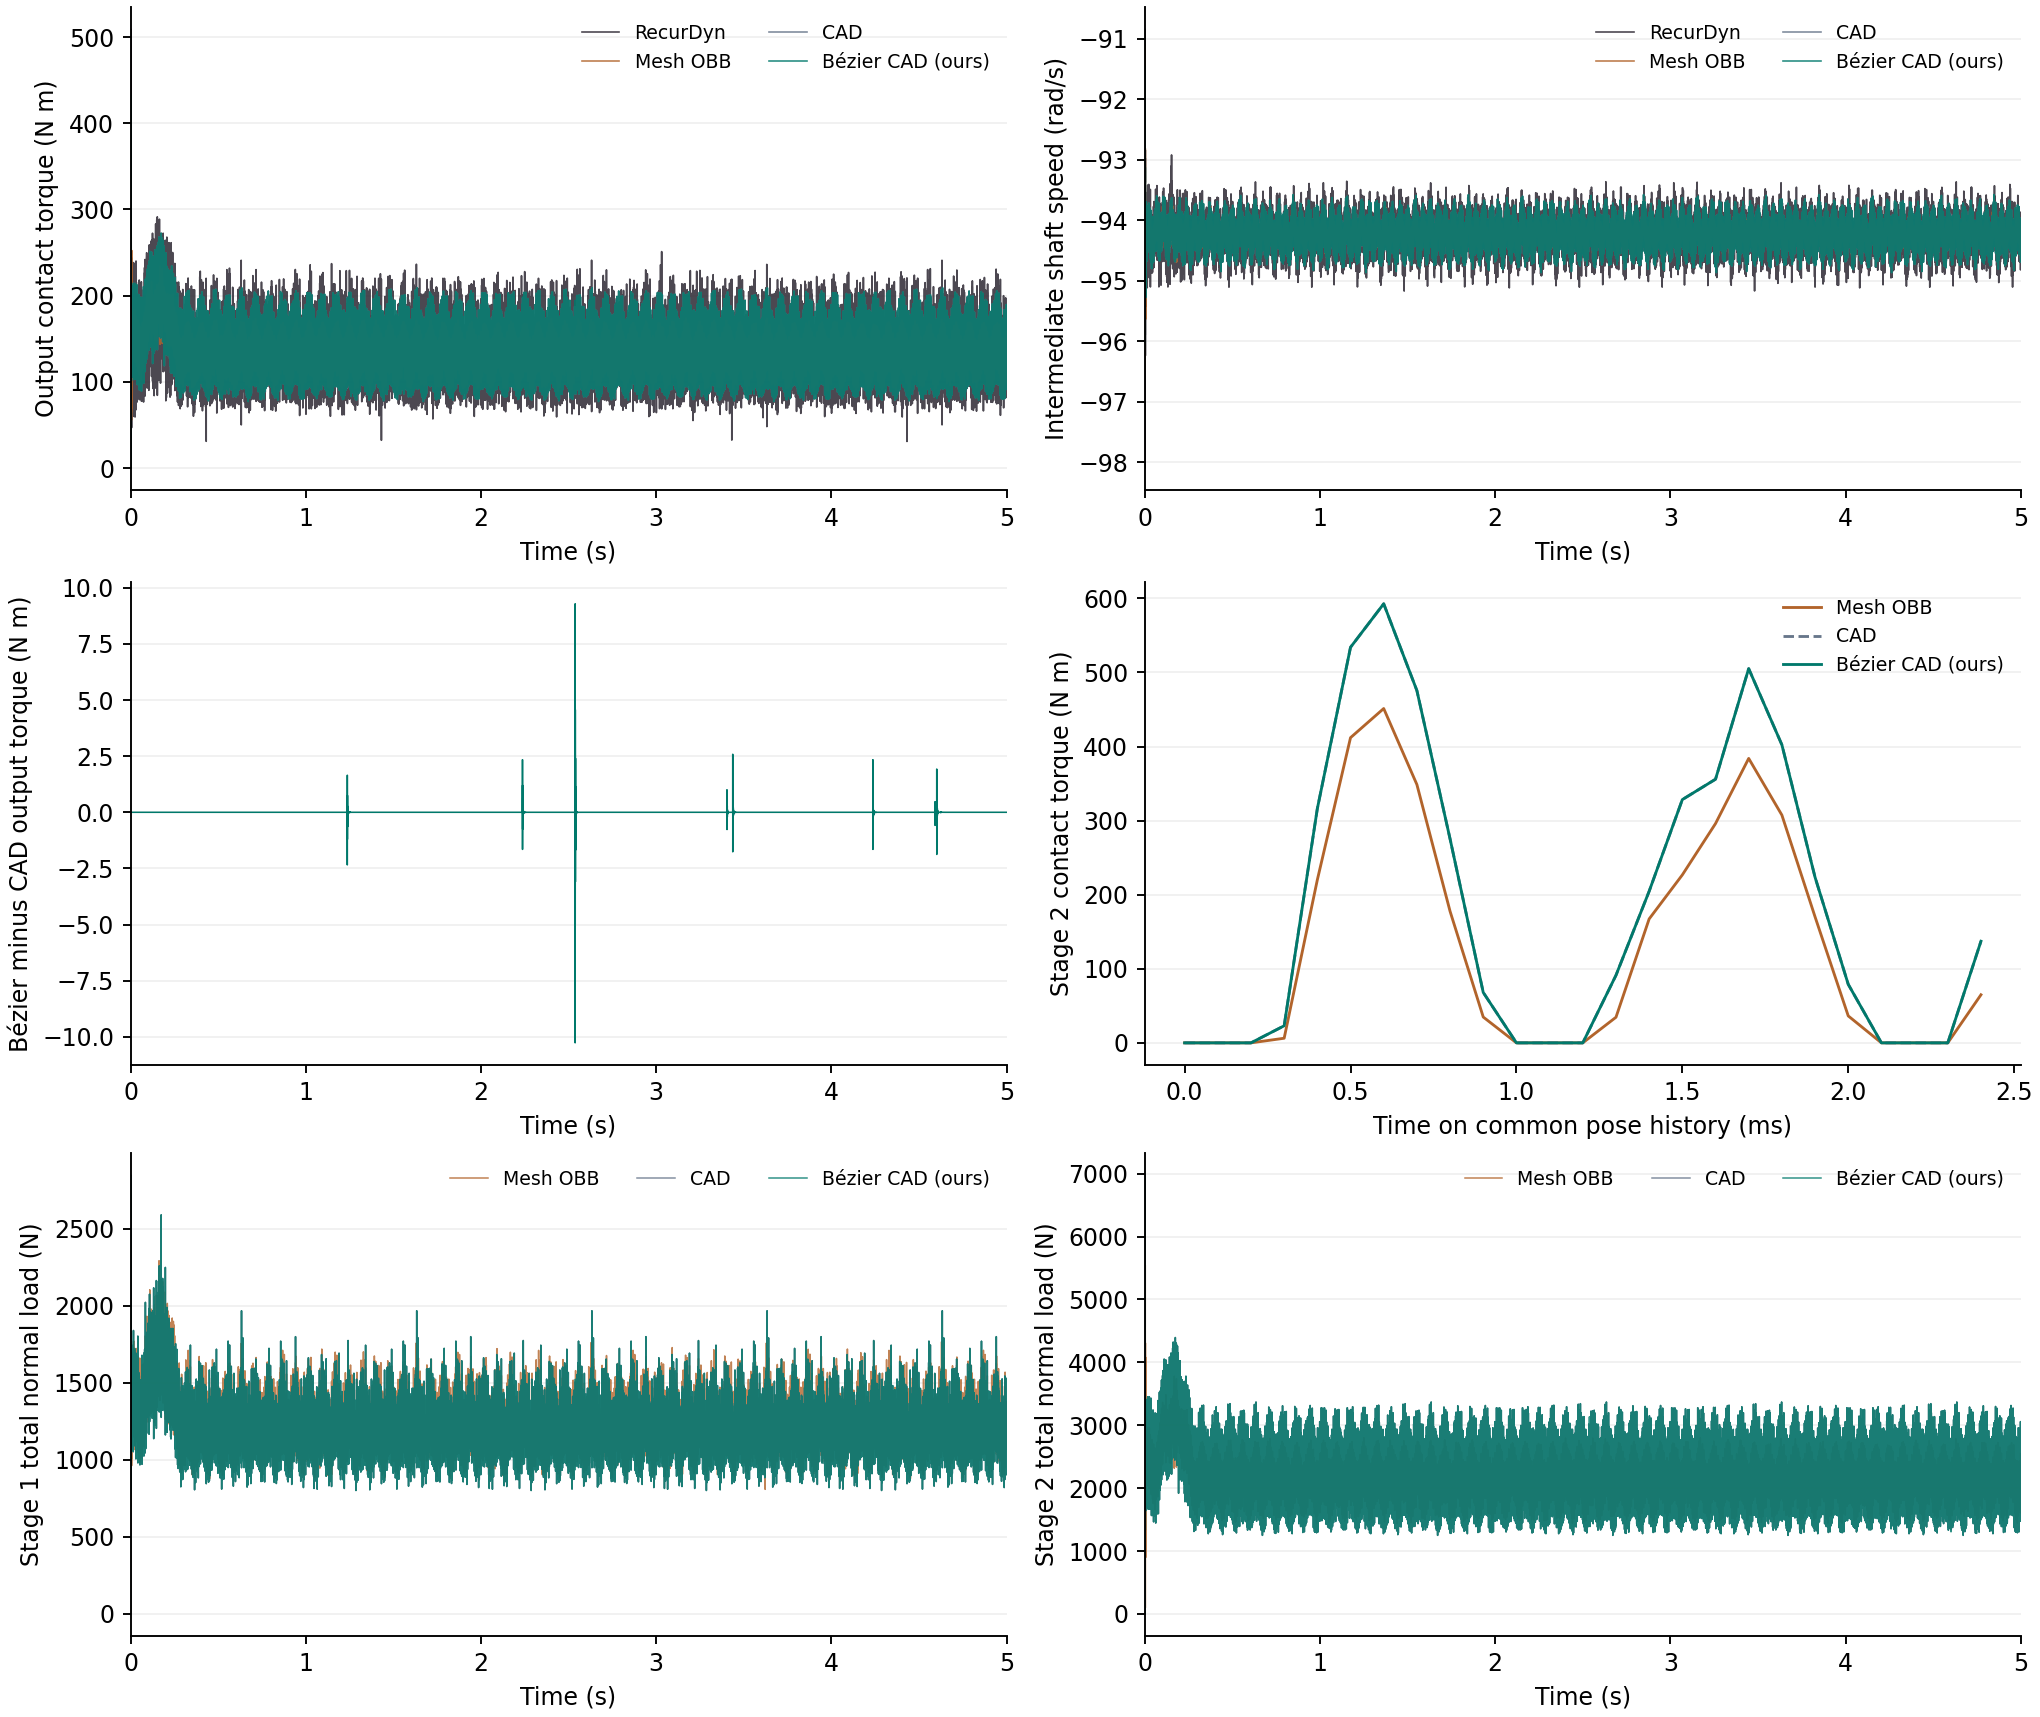 Output contact torque (N m)
500
400
300
200
100
0
RecurDyn
CAD
Mesh OBB
Bézier CAD (ours)
0 1 2 3 4 5
Time (s)
Intermediate shaft speed (rad/s)
−91
−92
−93
−94
−95
−96
−97
−98
RecurDyn
CAD
Mesh OBB
Bézier CAD (ours)
0 1 2 3 4 5
Time (s)
Bézier minus CAD output torque (N m)
10.0
7.5
5.0
2.5
0.0
−2.5
−5.0
−7.5
−10.0
0 1 2 3 4 5
Time (s)
Stage 2 contact torque (N m)
600
500
400
300
200
100
0
Mesh OBB
CAD
Bézier CAD (ours)
0.0 0.5 1.0 1.5 2.0 2.5
Time on common pose history (ms)
Stage 1 total normal load (N)
2500
2000
1500
1000
500
0
Mesh OBB CAD Bézier CAD (ours)
0 1 2 3 4 5
Time (s)
Stage 2 total normal load (N)
7000
6000
5000
4000
3000
2000
1000
0
Mesh OBB CAD Bézier CAD (ours)
0 1 2 3 4 5
Time (s)